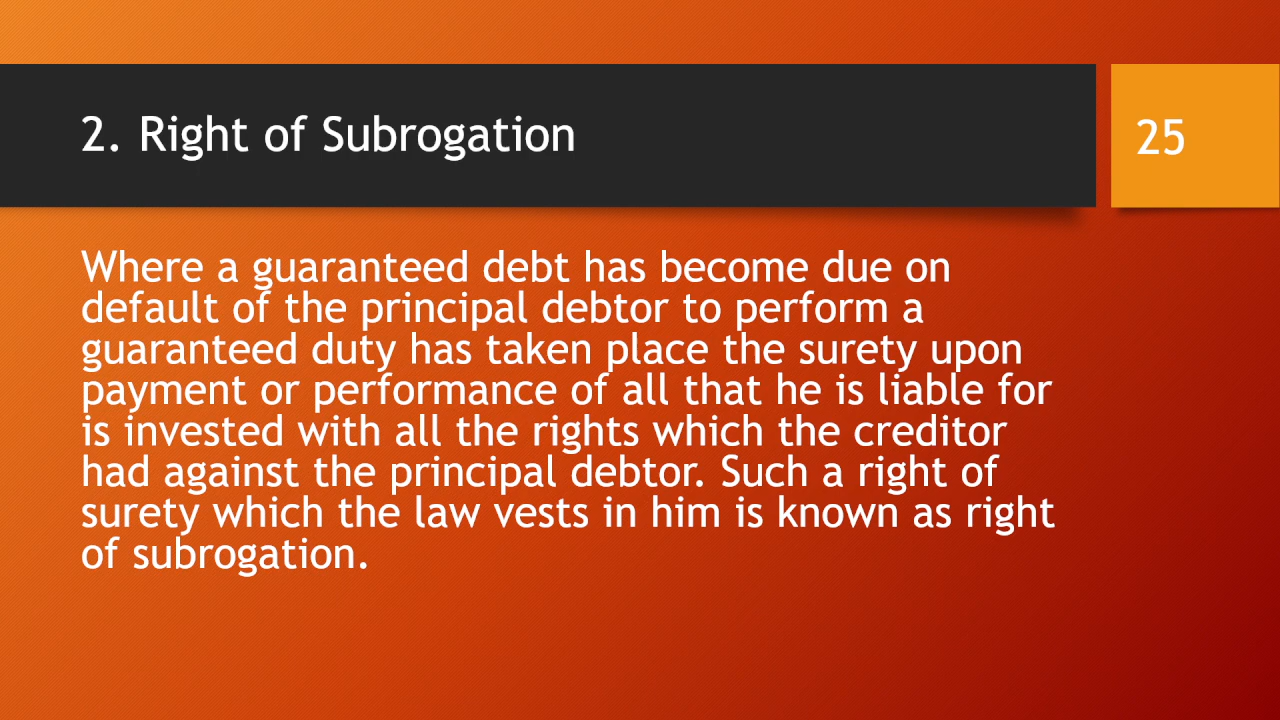 2. Right of Subrogation
25
Where a guaranteed debt has become due on
default of the principal debtor to perform a
guaranteed duty has taken place the surety upon
payment or performance of all that he is liable for
is invested with all the rights which the creditor
had against the principal debtor. Such a right of
surety which the law vests in him is known as right
of subrogation.